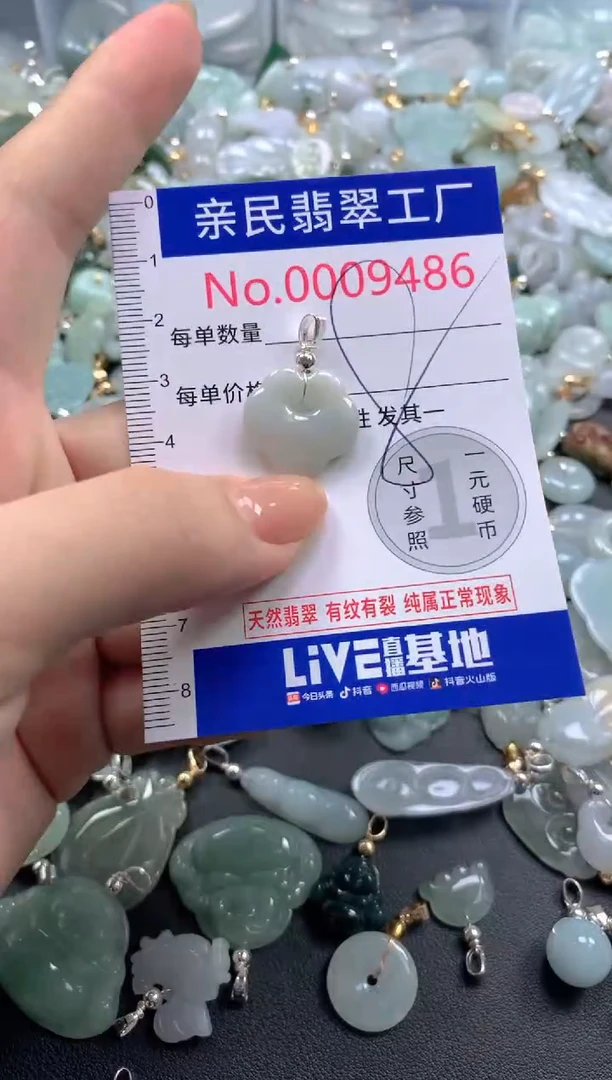 亲民翡翠工厂
No.0009486
每单数量
每单价
发其一
尺寸参照
1
一元硬币
天然翡翠 有纹有裂 纯属正常现象
LiVE直播基地
今日头条 抖音 西瓜视频 抖音火山版
0
1
2
3
4
7
8